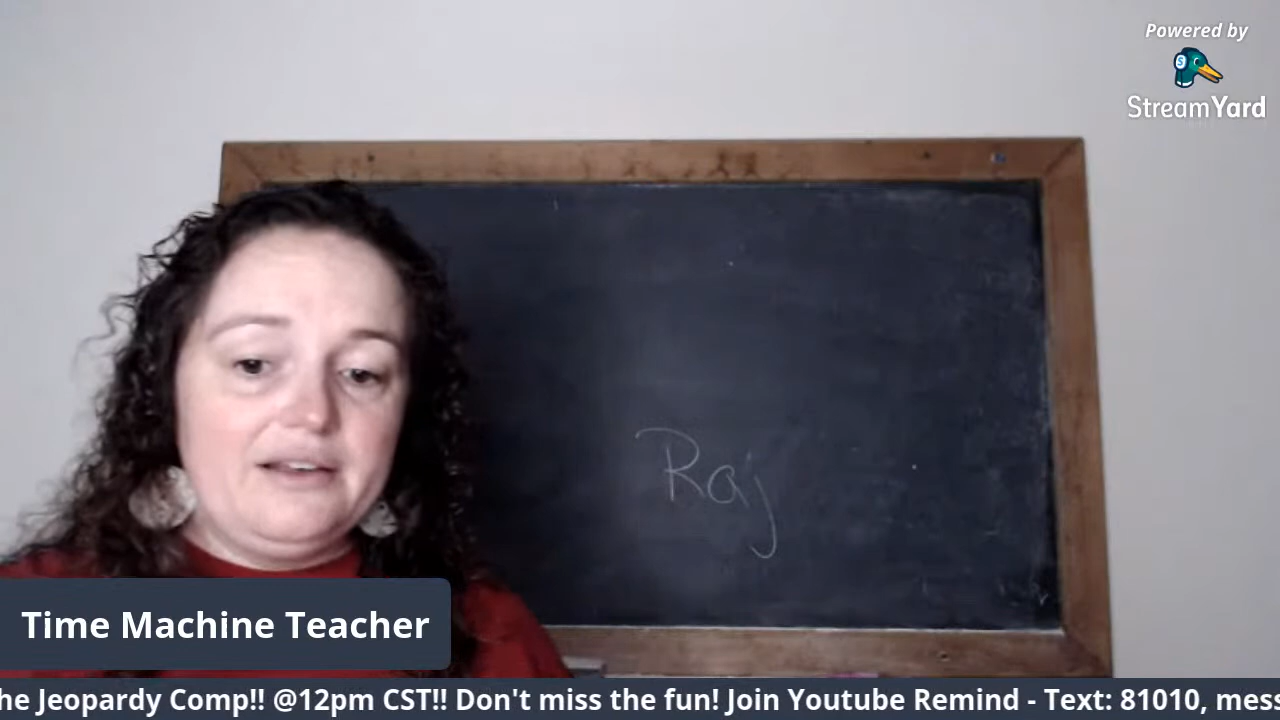 Powered by
StreamYard
Raj
Time Machine Teacher
he Jeopardy Comp!! @12pm CST!! Don't miss the fun! Join Youtube Remind - Text: 81010, mess